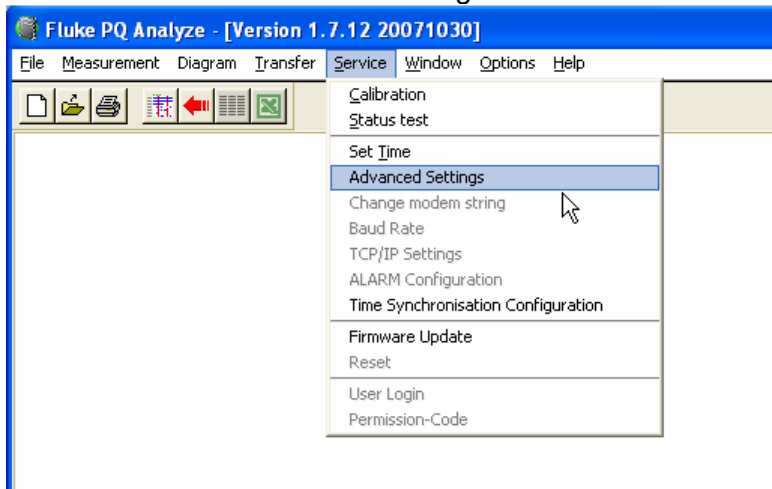 Fluke PQ Analyze - [Version 1.7.12 20071030]
File Measurement Diagram Transfer Service Window Options Help
Calibration
Status test
Set Time
Advanced Settings
Change modem string
Baud Rate
TCP/IP Settings
ALARM Configuration
Time Synchronisation Configuration
Firmware Update
Reset
User Login
Permission-Code